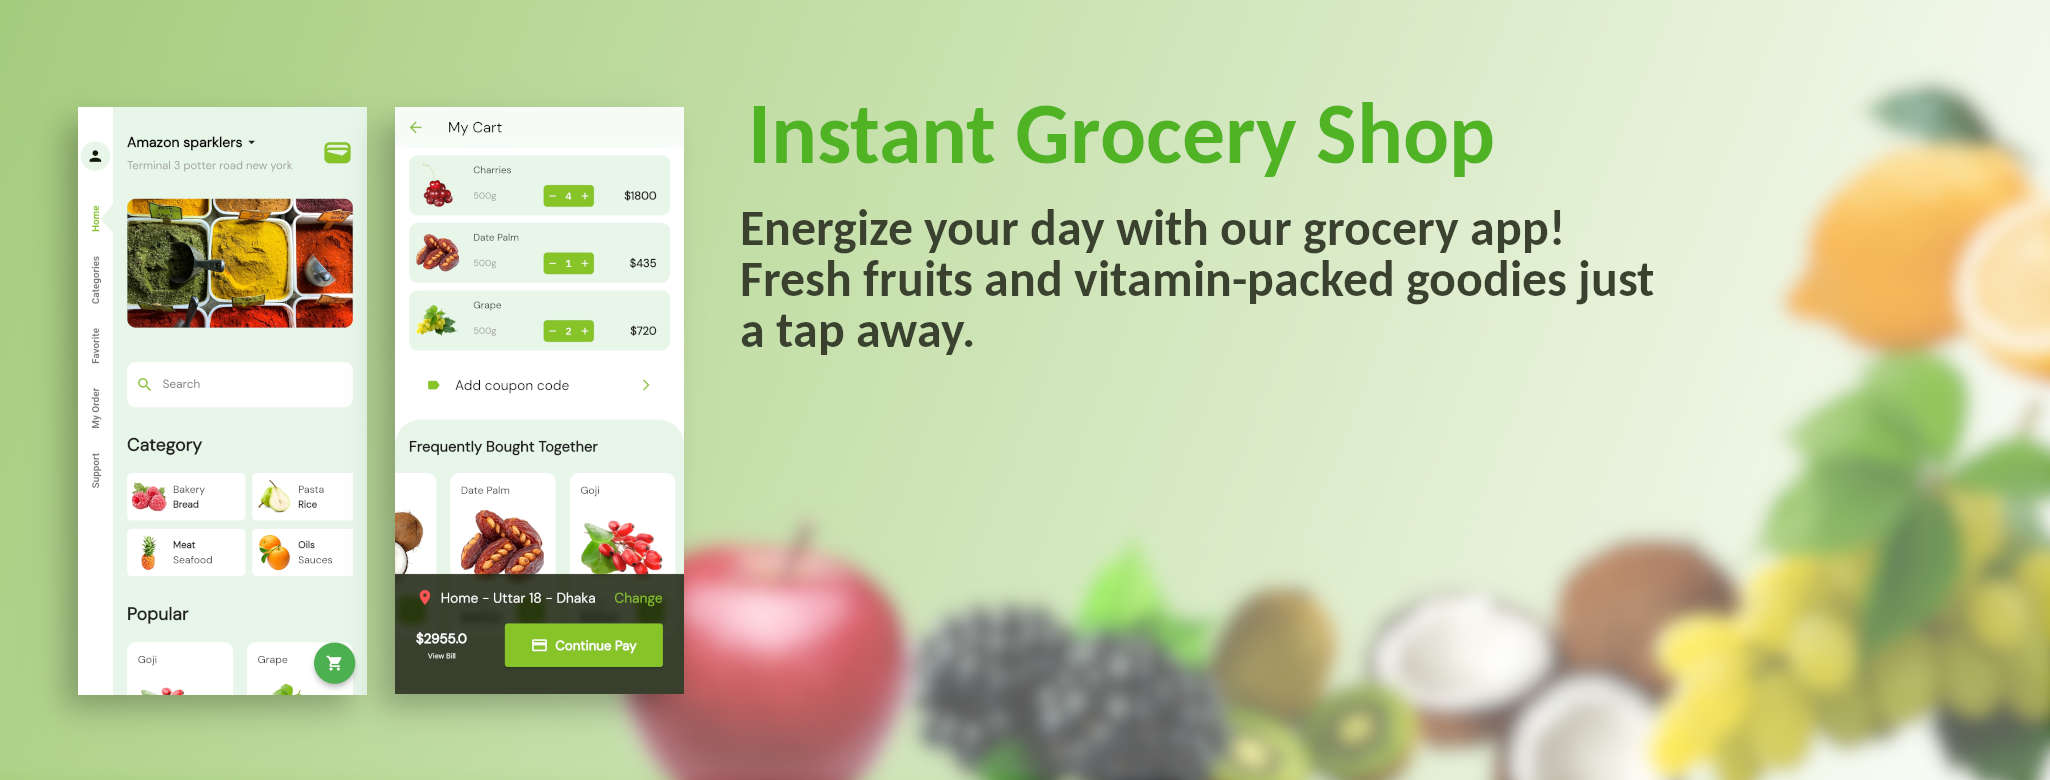 Instant Grocery Shop
Energize your day with our grocery app!
Fresh fruits and vitamin-packed goodies just
a tap away.
Amazon sparklers
Terminal 3 potter road new york
Home
Categories
Favorite
My Order
Support
Search
Category
Bakery
Bread
Pasta
Rice
Meat
Seafood
Oils
Sauces
Popular
Goji
Grape
My Cart
Charries
500g
- 4 +
$1800
Date Palm
500g
- 1 +
$435
Grape
500g
- 2 +
$720
Add coupon code
Frequently Bought Together
Date Palm
Goji
Home - Uttar 18 - Dhaka
Change
$2955.0
View Bill
Continue Pay